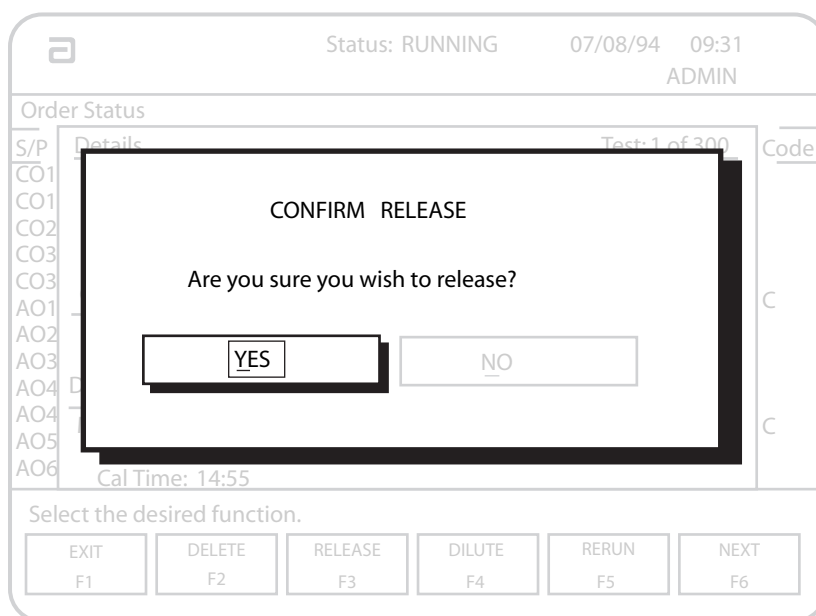 Status: RUNNING 07/08/94 09:31
ADMIN
Order Status
S/P Details Test: 1 of 300 Code
CO1
CO1
CO2
CO3
CO3
AO1 C
AO2
AO3
AO4 D
AO4
AO5 C
AO6
CONFIRM RELEASE
Are you sure you wish to release?
YES NO
Cal Time: 14:55
Select the desired function.
EXIT DELETE RELEASE DILUTE RERUN NEXT
F1 F2 F3 F4 F5 F6